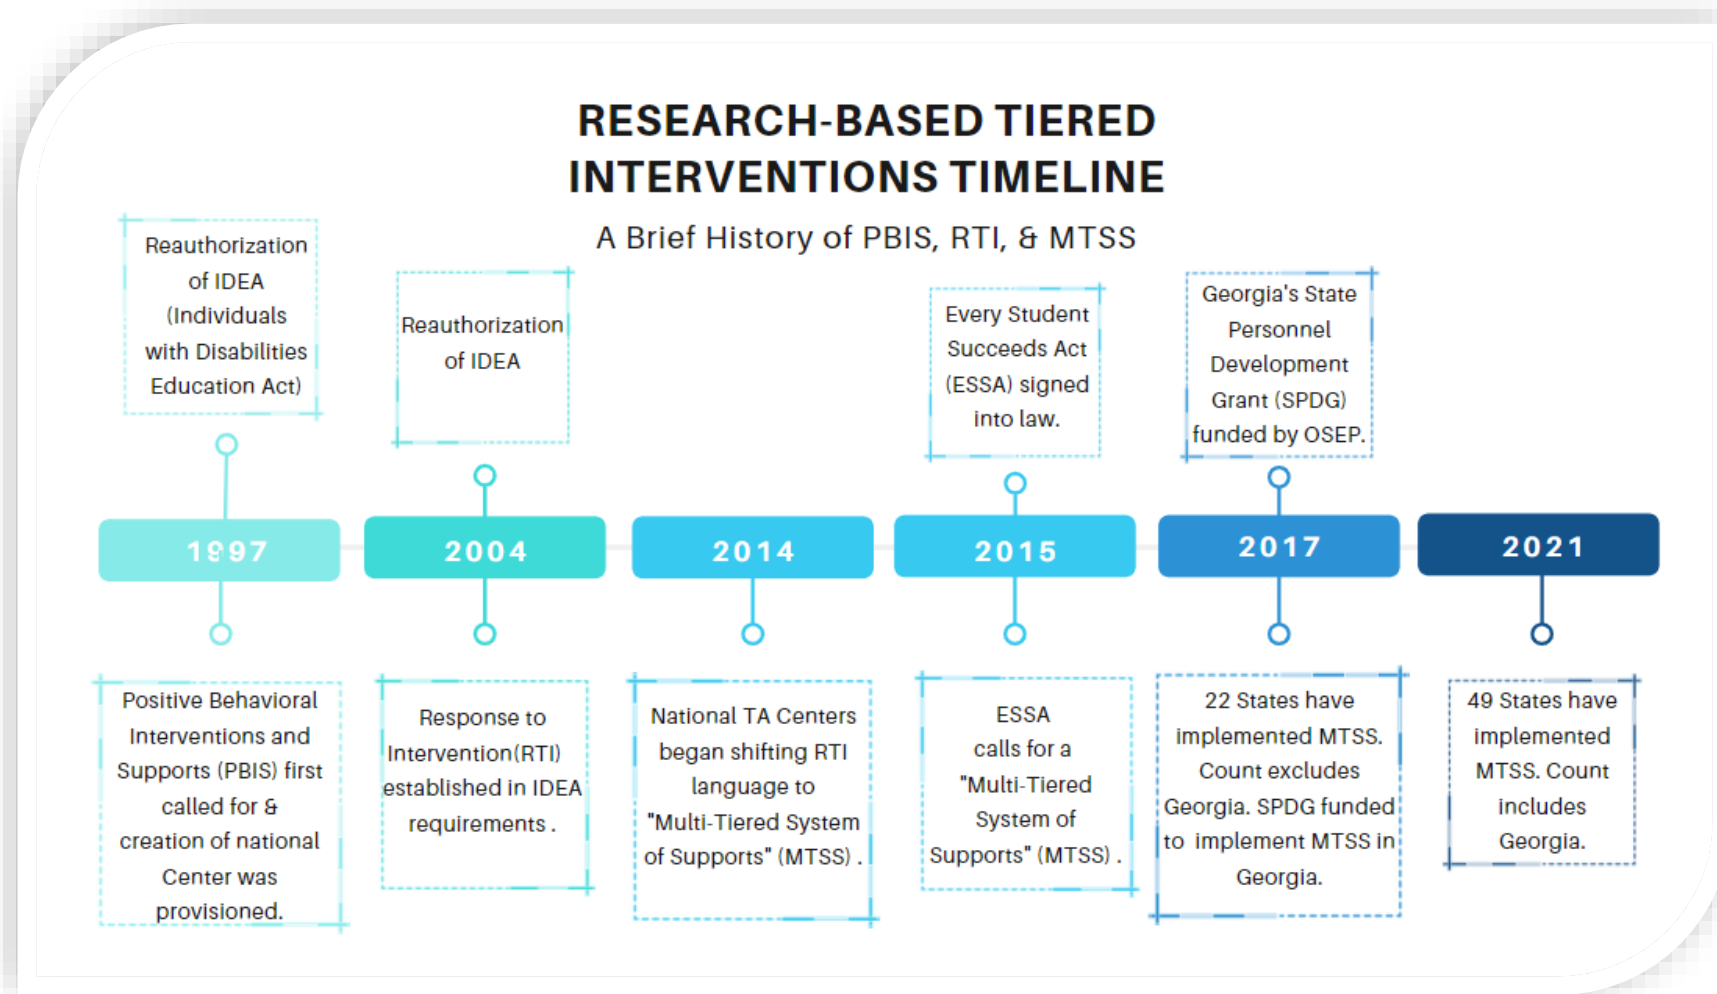 RESEARCH-BASED TIERED
INTERVENTIONS TIMELINE
A Brief History of PBIS, RTI, & MTSS
Reauthorization
of IDEA
(Individuals
with Disabilities
Education Act)
Reauthorization
of IDEA
Every Student
Succeeds Act
(ESSA) signed
into law.
Georgia's State
Personnel
Development
Grant (SPDG)
funded by OSEP.
1997
2004
2014
2015
2017
2021
Positive Behavioral
Interventions and
Supports (PBIS) first
called for &
creation of national
Center was
provisioned.
Response to
Intervention(RTI)
established in IDEA
requirements .
National TA Centers
began shifting RTI
language to
"Multi-Tiered System
of Supports" (MTSS) .
ESSA
calls for a
"Multi-Tiered
System of
Supports" (MTSS) .
22 States have
implemented MTSS.
Count excludes
Georgia. SPDG funded
to implement MTSS in
Georgia.
49 States have
implemented
MTSS. Count
includes
Georgia.